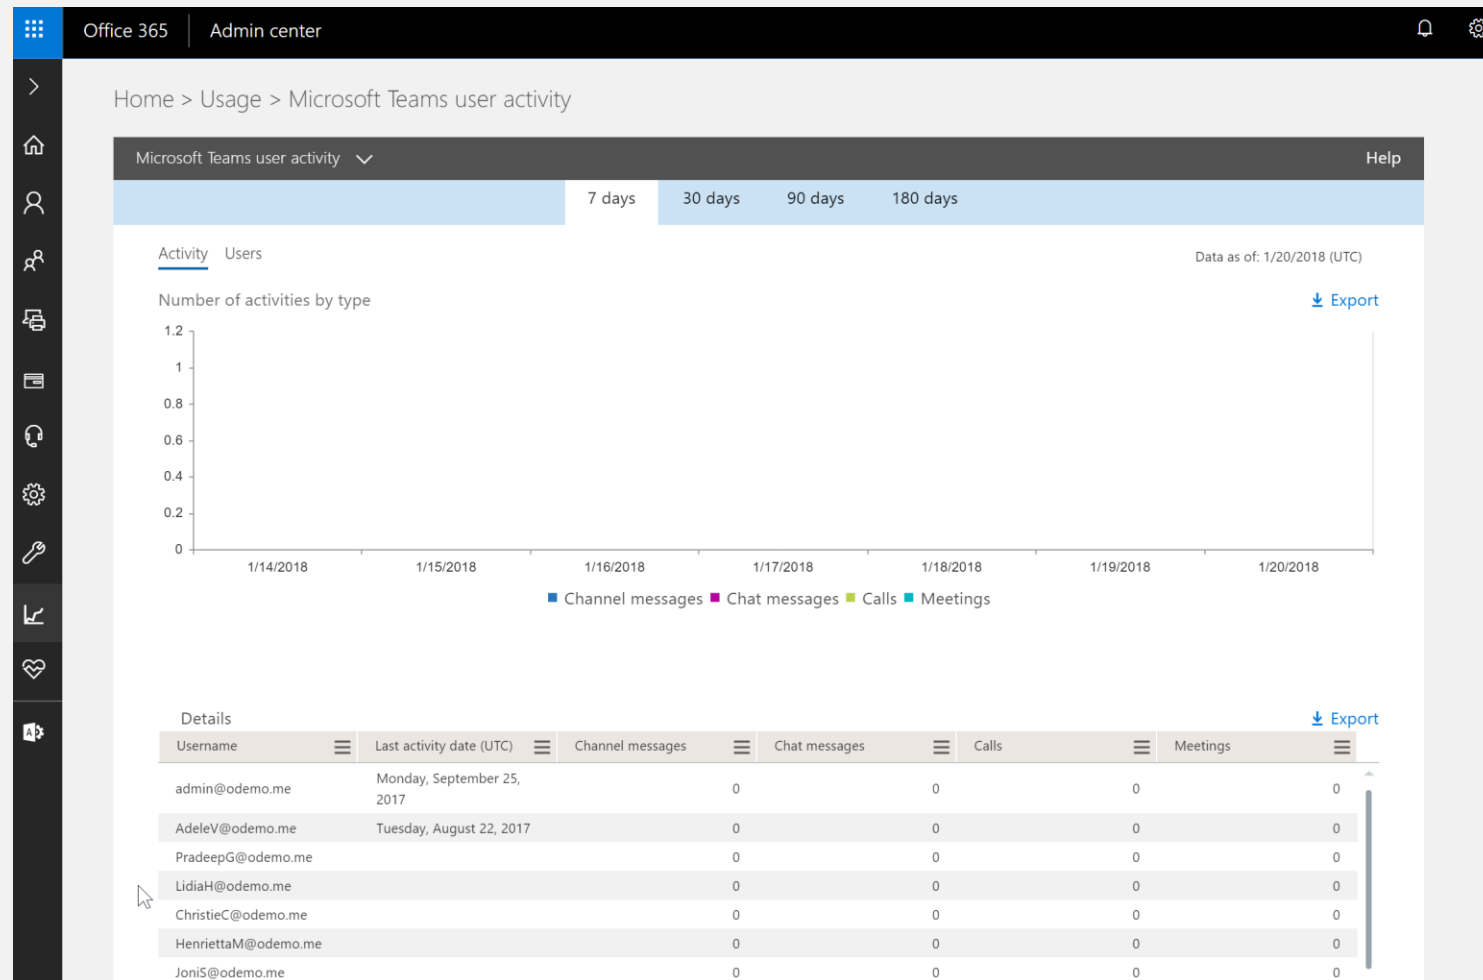 Office 365 Admin center
Home > Usage > Microsoft Teams user activity
Microsoft Teams user activity Help
7 days 30 days 90 days 180 days
Activity Users Data as of: 1/20/2018 (UTC)
Number of activities by type Export
1.2
1
0.8
0.6
0.4
0.2
0
1/14/2018 1/15/2018 1/16/2018 1/17/2018 1/18/2018 1/19/2018 1/20/2018
Channel messages Chat messages Calls Meetings
Details Export
Username Last activity date (UTC) Channel messages Chat messages Calls Meetings
admin@odemo.me Monday, September 25, 2017 0 0 0 0
AdeleV@odemo.me Tuesday, August 22, 2017 0 0 0 0
PradeepG@odemo.me 0 0 0 0
LidiaH@odemo.me 0 0 0 0
ChristieC@odemo.me 0 0 0 0
HenriettaM@odemo.me 0 0 0 0
JoniS@odemo.me 0 0 0 0